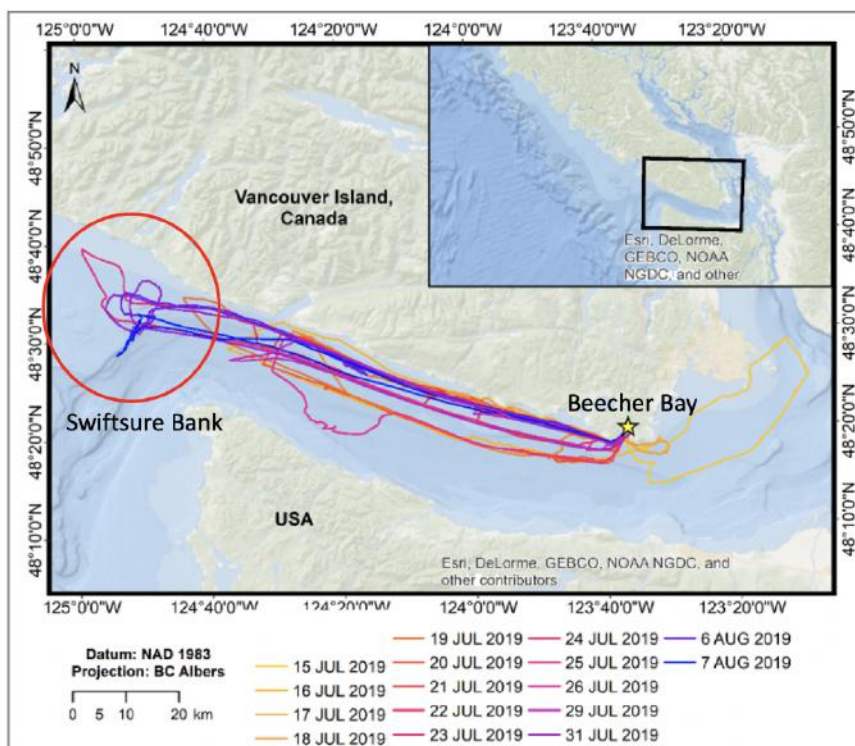 125°0'0"W 124°40'0"W 124°20'0"W 124°0'0"W 123°40'0"W 123°20'0"W
N
48°50'0"N
48°40'0"N
48°30'0"N
48°20'0"N
48°10'0"N
Vancouver Island,
Canada
Esri, DeLorme,
GEBCO, NOAA
NGDC, and other
48°50'0"N
48°40'0"N
48°30'0"N
48°20'0"N
48°10'0"N
Swiftsure Bank
Beecher Bay
USA
Esri, DeLorme, GEBCO, NOAA NGDC, and
other contributors
125°0'0"W 124°40'0"W 124°20'0"W 124°0'0"W 123°40'0"W 123°20'0"W
Datum: NAD 1983
Projection: BC Albers
0 5 10 20 km
15 JUL 2019
16 JUL 2019
17 JUL 2019
18 JUL 2019
19 JUL 2019
20 JUL 2019
21 JUL 2019
22 JUL 2019
23 JUL 2019
24 JUL 2019
25 JUL 2019
26 JUL 2019
29 JUL 2019
31 JUL 2019
6 AUG 2019
7 AUG 2019